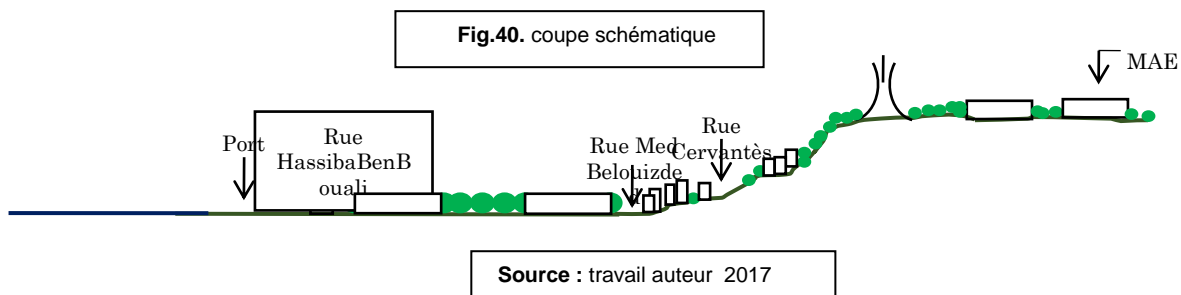 Fig.40. coupe schématique
MAE
Port
Rue
HassibaBenB
ouali
Rue Med
Belouizde
d
Rue
Cervantès
Source : travail auteur 2017